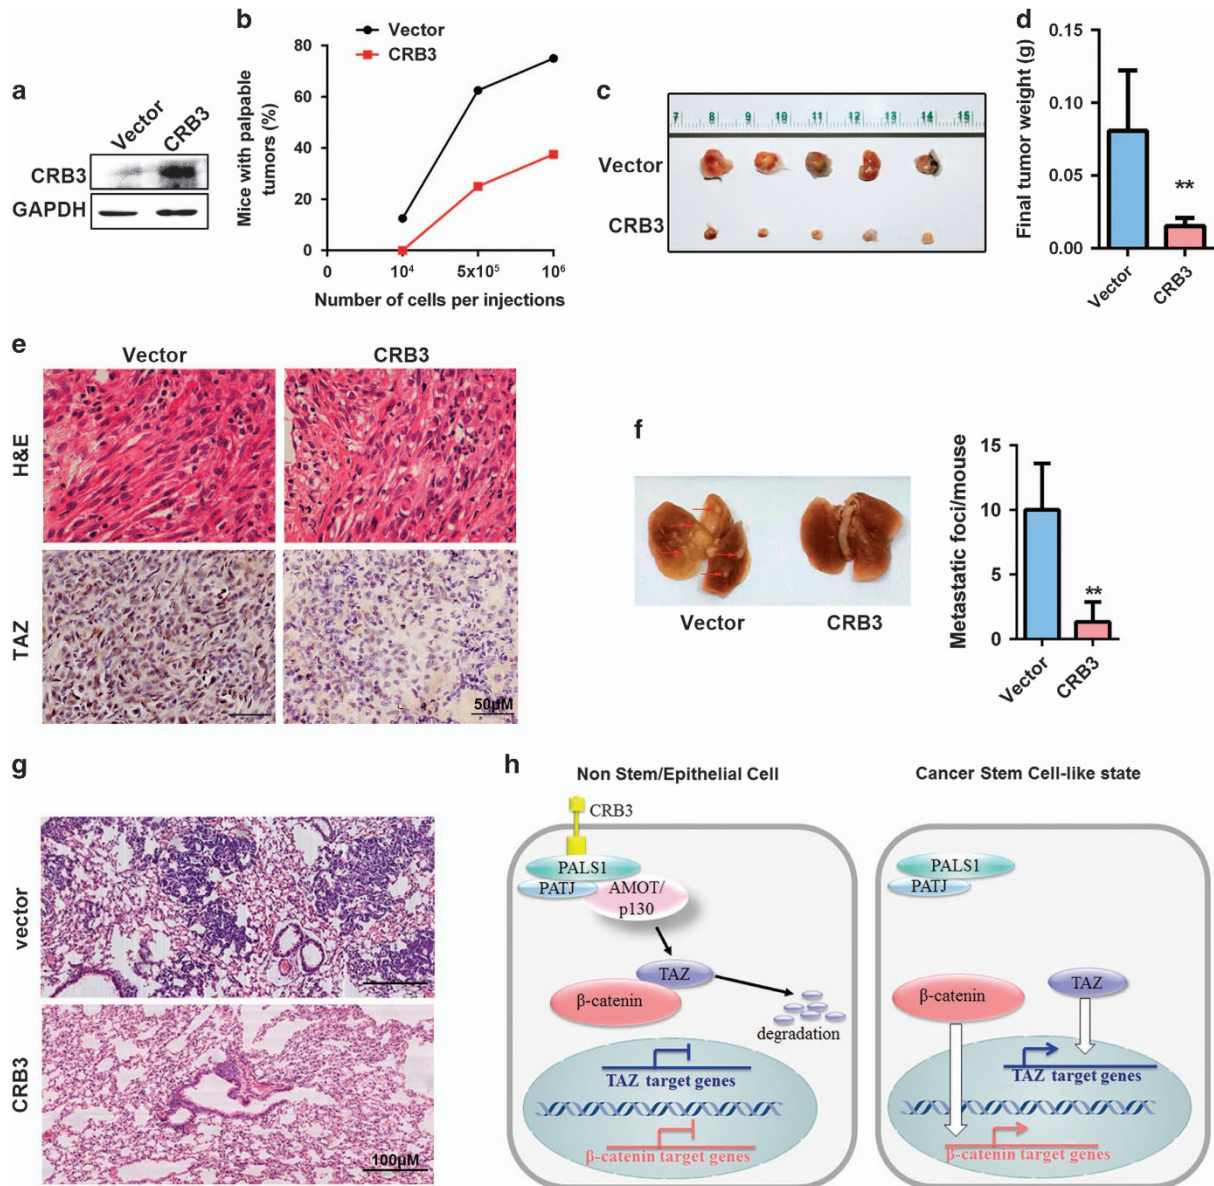 a
Vector
CRB3
CRB3
GAPDH
b
Vector
CRB3
Mice with palpable
tumors (%)
80
60
40
20
0
0
10⁴
5x10⁵
10⁶
Number of cells per injections
c
7 8 9 10 11 12 13 14 15
Vector
CRB3
d
Final tumor weight (g)
0.15
0.10
0.05
0.00
**
Vector
CRB3
e
Vector
CRB3
H&E
TAZ
50μM
f
Vector
CRB3
Metastatic foci/mouse
15
10
5
0
**
Vector
CRB3
g
vector
CRB3
100μM
h
Non Stem/Epithelial Cell
CRB3
PALS1
PATJ
AMOT/
p130
TAZ
β-catenin
degradation
TAZ target genes
β-catenin target genes
Cancer Stem Cell-like state
PALS1
PATJ
β-catenin
TAZ
TAZ target genes
β-catenin target genes